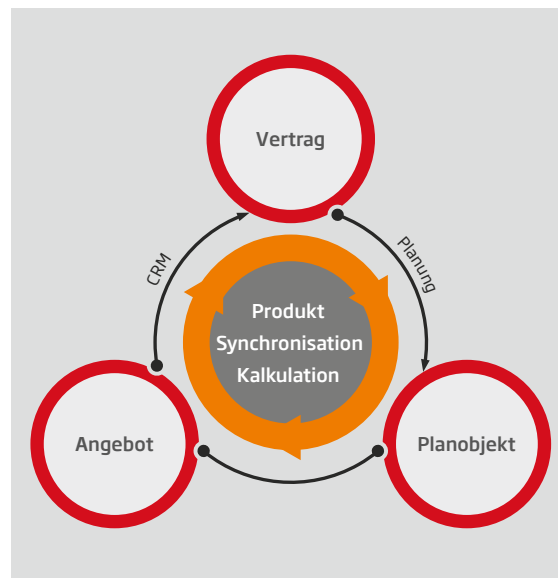 Vertrag
CRM
Planung
Produkt
Synchronisation
Kalkulation
Angebot
Planobjekt